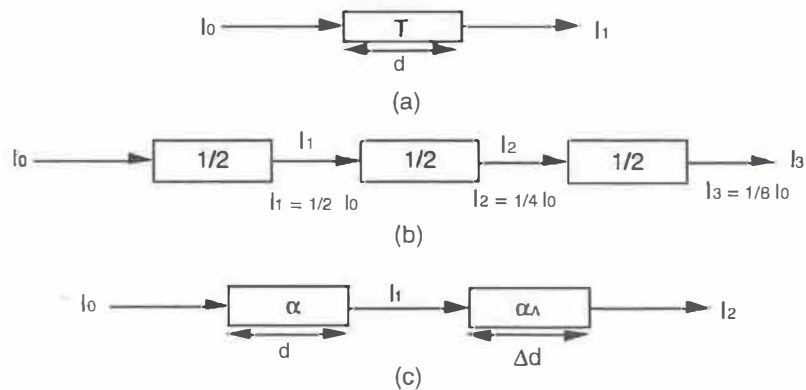 I0 T I1
d
(a)
I0 1/2 I1 1/2 I2 1/2 I3
I1 = 1/2 I0 I2 = 1/4 I0 I3 = 1/8 I0
(b)
I0 α I1 αΛ I2
d Δd
(c)